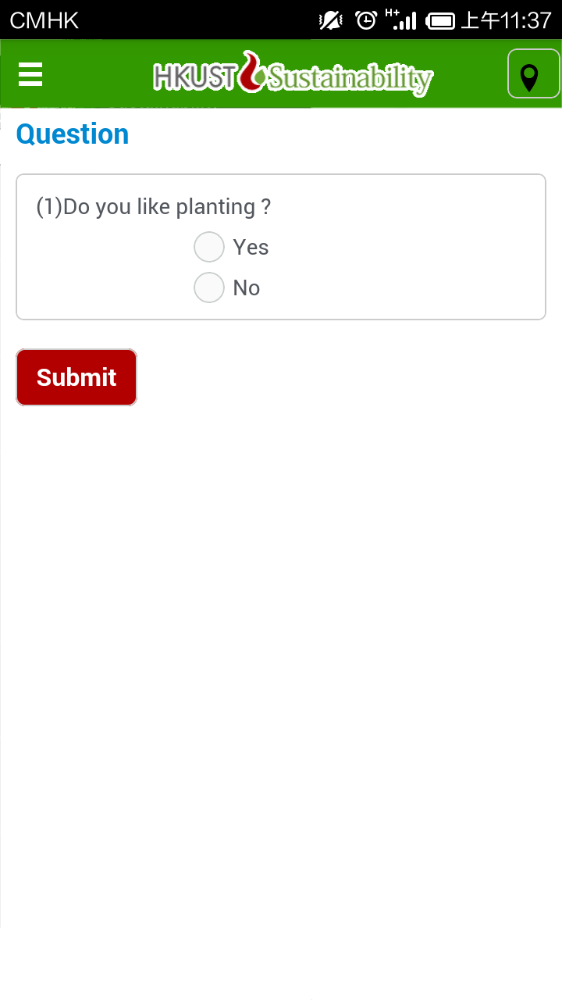 CMHK H+ 上午11:37
HKUST Sustainability
Question
(1)Do you like planting ?
Yes
No
Submit